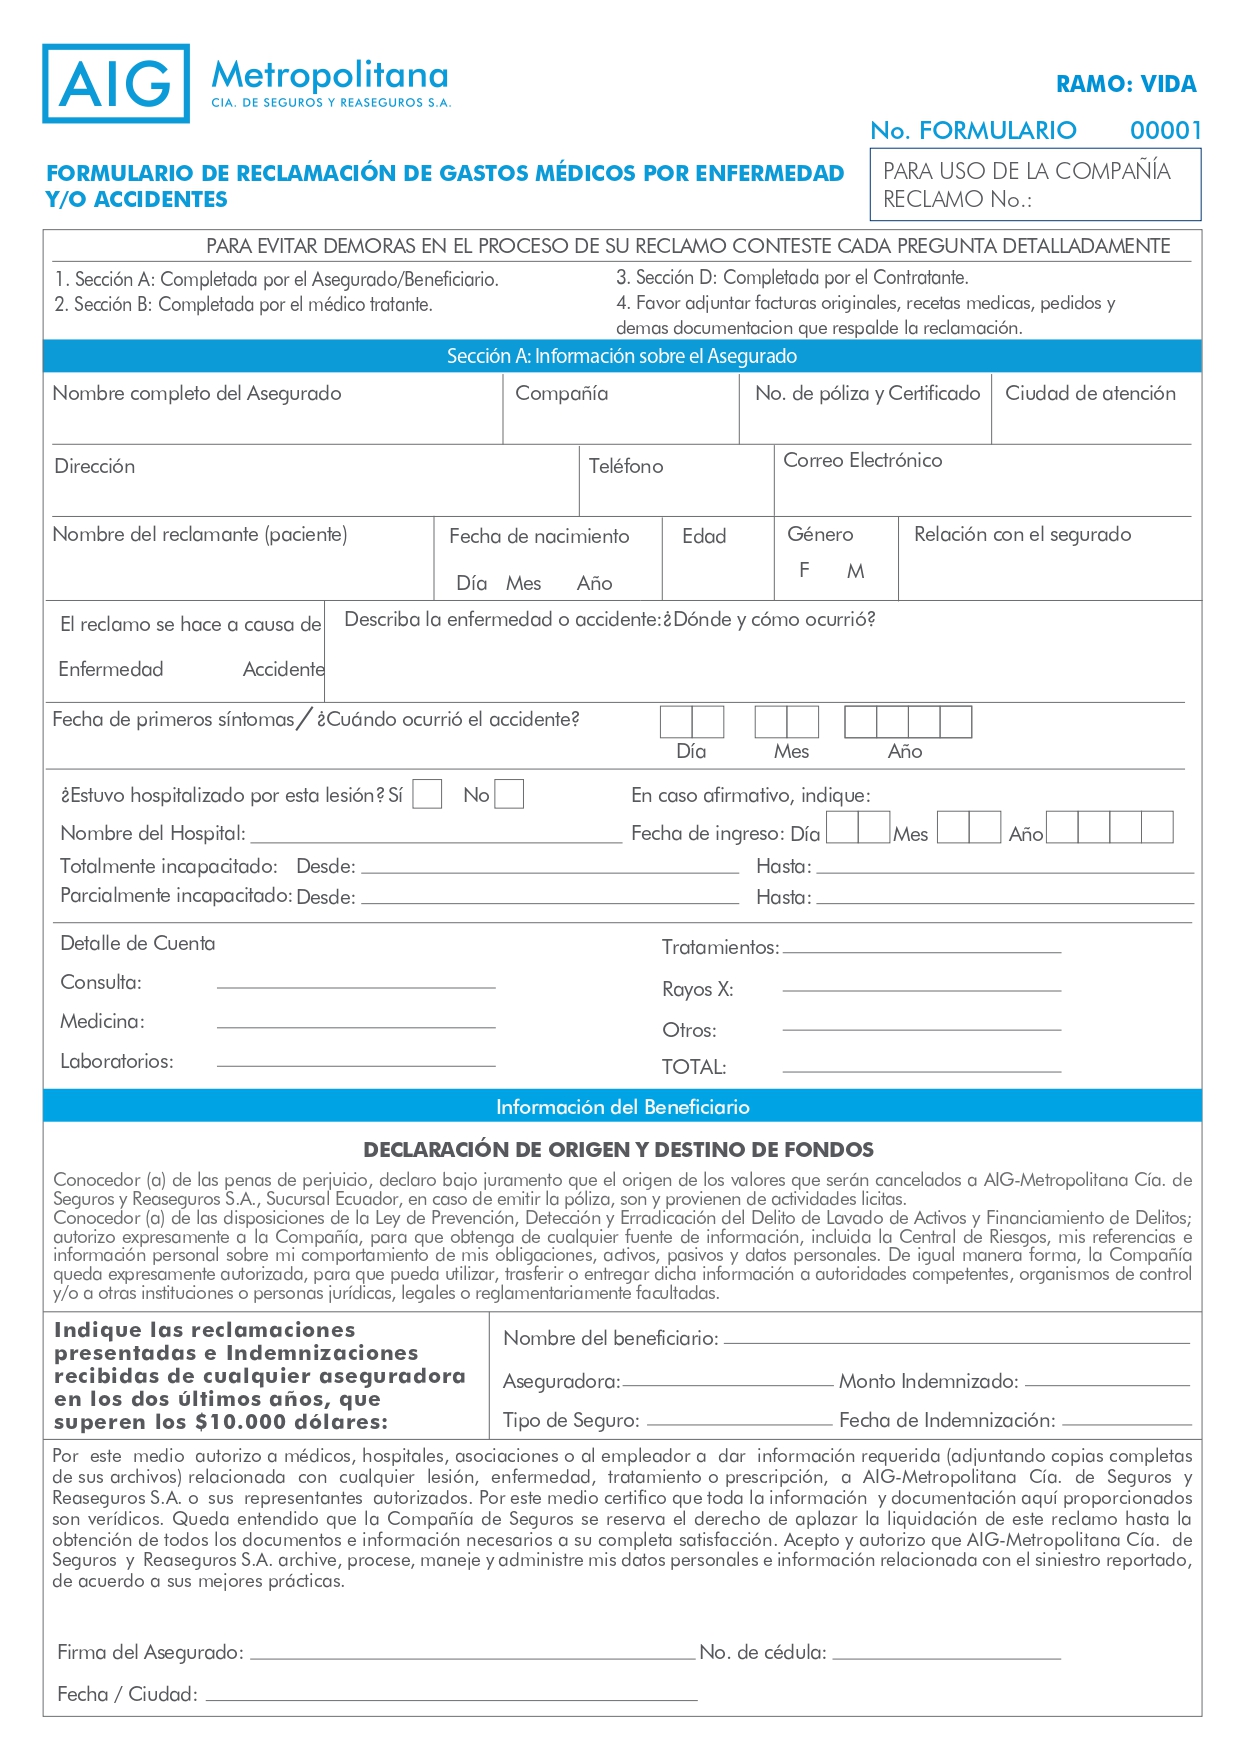 AIG Metropolitana
CIA. DE SEGUROS Y REASEGUROS S.A.
RAMO: VIDA
No. FORMULARIO 00001
FORMULARIO DE RECLAMACIÓN DE GASTOS MÉDICOS POR ENFERMEDAD
Y/O ACCIDENTES
PARA USO DE LA COMPAÑÍA
RECLAMO No.:
PARA EVITAR DEMORAS EN EL PROCESO DE SU RECLAMO CONTESTE CADA PREGUNTA DETALLADAMENTE
1. Sección A: Completada por el Asegurado/Beneficiario.
2. Sección B: Completada por el médico tratante.
3. Sección D: Completada por el Contratante.
4. Favor adjuntar facturas originales, recetas medicas, pedidos y
demas documentacion que respalde la reclamación.
Sección A: Información sobre el Asegurado
Nombre completo del Asegurado Compañía No. de póliza y Certificado Ciudad de atención
Dirección Teléfono Correo Electrónico
Nombre del reclamante (paciente) Fecha de nacimiento Edad Género Relación con el segurado
Día Mes Año F M
El reclamo se hace a causa de Describa la enfermedad o accidente:¿Dónde y cómo ocurrió?
Enfermedad Accidente
Fecha de primeros síntomas/¿Cuándo ocurrió el accidente?
Día Mes Año
¿Estuvo hospitalizado por esta lesión? Sí No En caso afirmativo, indique:
Nombre del Hospital: Fecha de ingreso: Día Mes Año
Totalmente incapacitado: Desde: Hasta:
Parcialmente incapacitado: Desde: Hasta:
Detalle de Cuenta Tratamientos:
Consulta: Rayos X:
Medicina: Otros:
Laboratorios: TOTAL:
Información del Beneficiario
DECLARACIÓN DE ORIGEN Y DESTINO DE FONDOS
Conocedor (a) de las penas de perjuicio, declaro bajo juramento que el origen de los valores que serán cancelados a AIG-Metropolitana Cía. de
Seguros y Reaseguros S.A., Sucursal Ecuador, en caso de emitir la póliza, son y provienen de actividades licitas.
Conocedor (a) de las disposiciones de la Ley de Prevención, Detección y Erradicación del Delito de Lavado de Activos y Financiamiento de Delitos;
autorizo expresamente a la Compañía, para que obtenga de cualquier fuente de información, incluida la Central de Riesgos, mis referencias e
información personal sobre mi comportamiento de mis obligaciones, activos, pasivos y datos personales. De igual manera forma, la Compañía
queda expresamente autorizada, para que pueda utilizar, trasferir o entregar dicha información a autoridades competentes, organismos de control
y/o a otras instituciones o personas jurídicas, legales o reglamentariamente facultadas.
Indique las reclamaciones
presentadas e Indemnizaciones
recibidas de cualquier aseguradora
en los dos últimos años, que
superen los $10.000 dólares:
Nombre del beneficiario:
Aseguradora: Monto Indemnizado:
Tipo de Seguro: Fecha de Indemnización:
Por este medio autorizo a médicos, hospitales, asociaciones o al empleador a dar información requerida (adjuntando copias completas
de sus archivos) relacionada con cualquier lesión, enfermedad, tratamiento o prescripción, a AIG-Metropolitana Cía. de Seguros y
Reaseguros S.A. o sus representantes autorizados. Por este medio certifico que toda la información y documentación aquí proporcionados
son verídicos. Queda entendido que la Compañía de Seguros se reserva el derecho de aplazar la liquidación de este reclamo hasta la
obtención de todos los documentos e información necesarios a su completa satisfacción. Acepto y autorizo que AIG-Metropolitana Cía. de
Seguros y Reaseguros S.A. archive, procese, maneje y administre mis datos personales e información relacionada con el siniestro reportado,
de acuerdo a sus mejores prácticas.
Firma del Asegurado: No. de cédula:
Fecha / Ciudad: